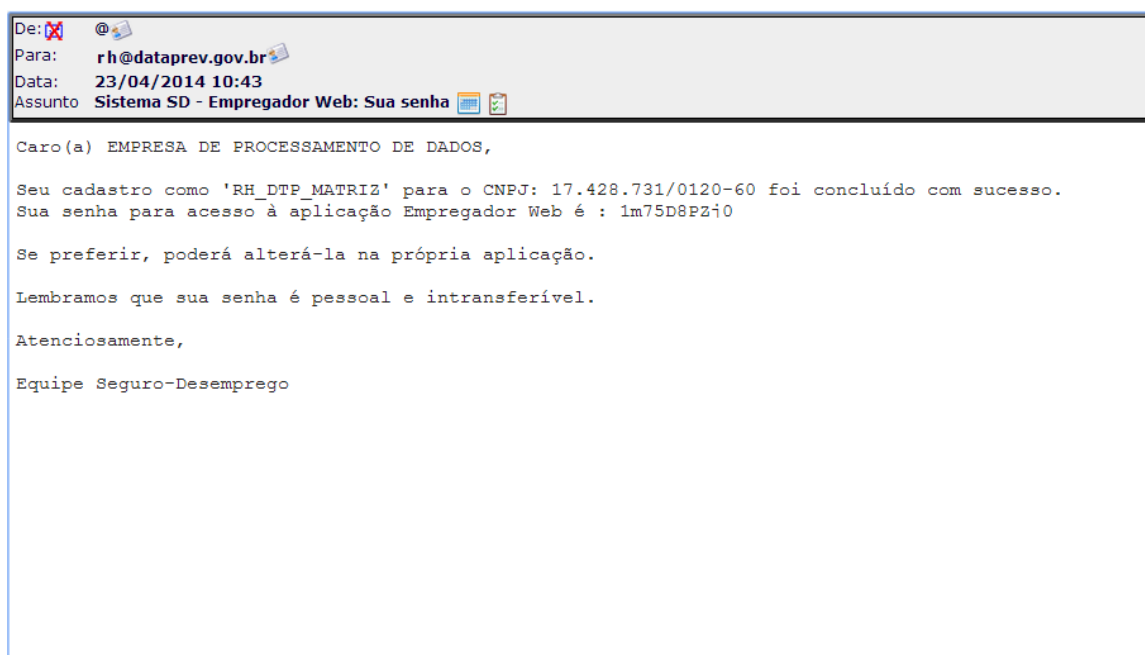 De: @
Para: rh@dataprev.gov.br
Data: 23/04/2014 10:43
Assunto Sistema SD - Empregador Web: Sua senha
Caro(a) EMPRESA DE PROCESSAMENTO DE DADOS,
Seu cadastro como 'RH_DTP_MATRIZ' para o CNPJ: 17.428.731/0120-60 foi concluído com sucesso.
Sua senha para acesso à aplicação Empregador Web é : 1m75D8PZj0
Se preferir, poderá alterá-la na própria aplicação.
Lembramos que sua senha é pessoal e intransferível.
Atenciosamente,
Equipe Seguro-Desemprego